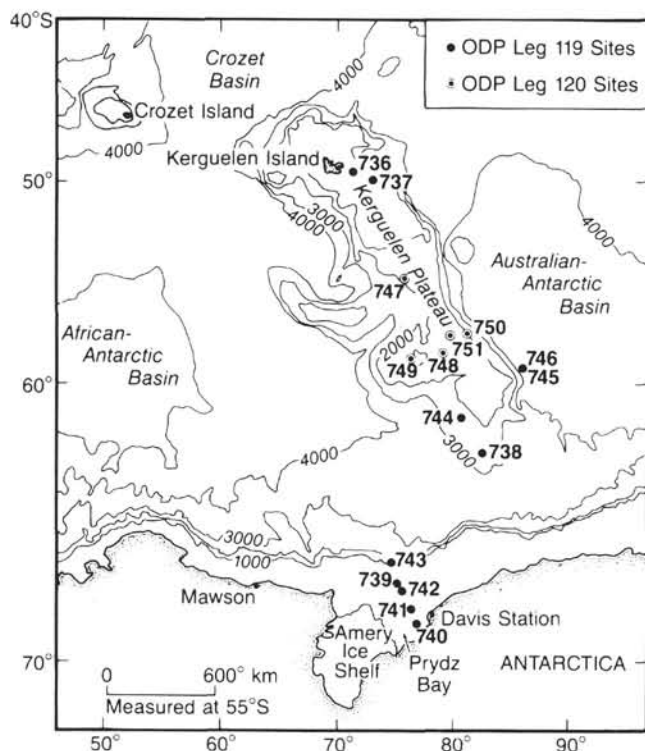 40°S
Crozet
Basin
4000
● ODP Leg 119 Sites
ODP Leg 120 Sites
Crozet Island
4000
Kerguelen Island
736
737
50°
3000
4000
Kerguelen Plateau
4000
Australian-
Antarctic
Basin
747
African-
Antarctic
Basin
2000
750
751
748
749
746
745
60°
744
3000
738
4000
3000
1000
743
739
742
Mawson
741
Davis Station
740
SAmery
Ice
Shelf
Prydz
Bay
ANTARCTICA
70°
0 600° km
Measured at 55°S
50° 60° 70° 80° 90°